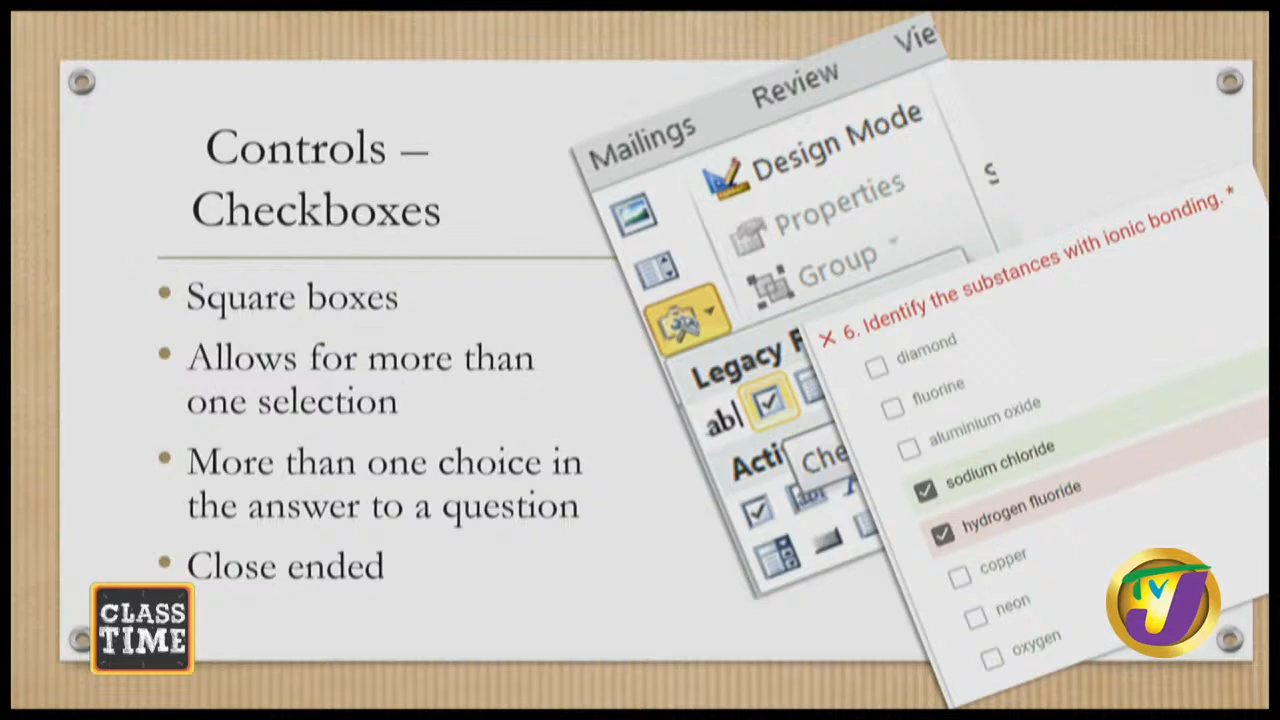 Controls –
Checkboxes
• Square boxes
• Allows for more than
one selection
• More than one choice in
the answer to a question
• Close ended
Mailings
Review
Design Mode
Properties
Group
Legacy
ab|
6. Identify the substances with ionic bonding. *
diamond
fluorine
aluminium oxide
sodium chloride
hydrogen fluoride
copper
neon
oxygen
CLASS
TIME
TVJ